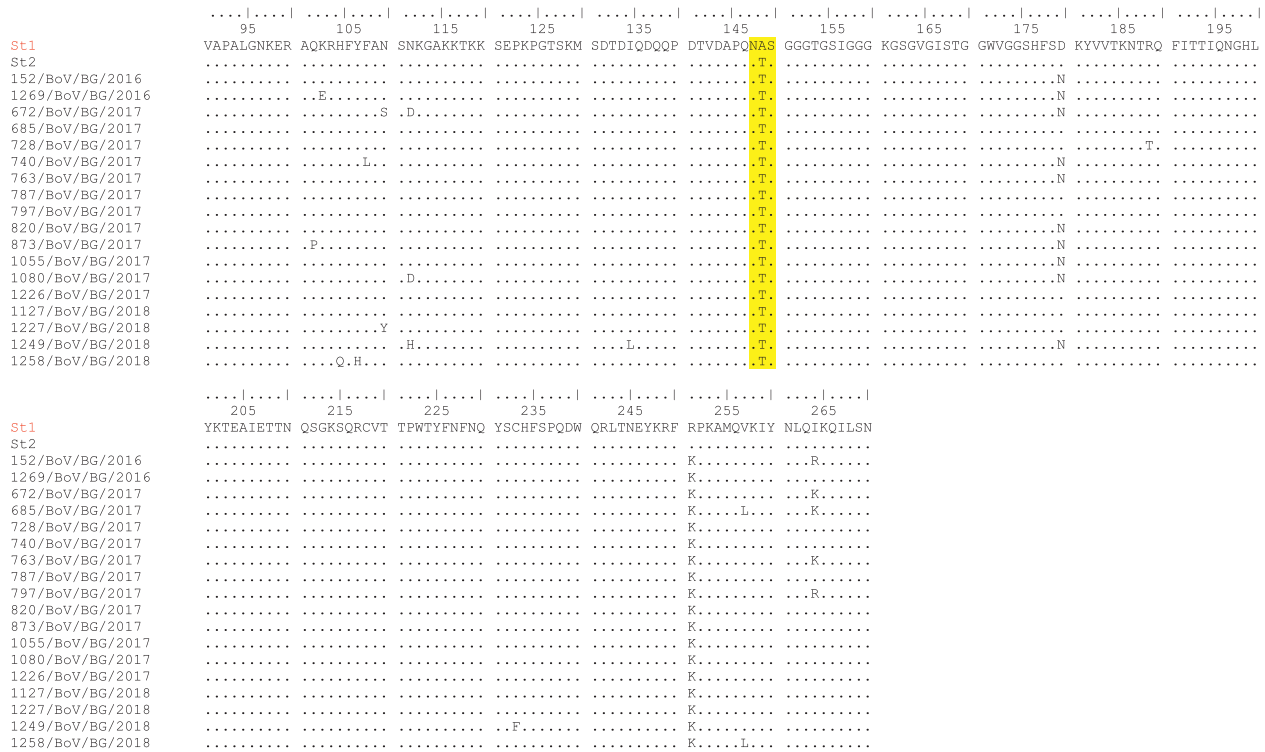 ....|....| ....|....| ....|....| ....|....| ....|....| ....|....| ....|....| ....|....| ....|....| ....|....| ....|....|
95 105 115 125 135 145 155 165 175 185 195
St1 VAPALGNKER AQKRHFYFAN SNKGAKKTKK SEPKPGTSKM SDTDIQDQQP DTVDAPQNAS GGGTGSIGGG KGSGVGISTG GWVGGSHFSD KYVVTKNTRQ FITTIQNGHL
St2 .......... .......... .......... .......... .......... ........T. .......... .......... .......... .......... ..........
152/BoV/BG/2016 .......... .......... .......... .......... .......... ........T. .......... .......... .........N .......... ..........
1269/BoV/BG/2016 .......... ..E....... .......... .......... .......... ........T. .......... .......... .........N .......... ..........
672/BoV/BG/2017 .......... .........S .D........ .......... .......... ........T. .......... .......... .........N .......... ..........
685/BoV/BG/2017 .......... .......... .......... .......... .......... ........T. .......... .......... .......... .......... ..........
728/BoV/BG/2017 .......... .......... .......... .......... .......... ........T. .......... .......... .......... ........T. ..........
740/BoV/BG/2017 .......... .......L.. .......... .......... .......... ........T. .......... .......... .........N .......... ..........
763/BoV/BG/2017 .......... .......... .......... .......... .......... ........T. .......... .......... .........N .......... ..........
787/BoV/BG/2017 .......... .......... .......... .......... .......... ........T. .......... .......... .......... .......... ..........
797/BoV/BG/2017 .......... .......... .......... .......... .......... ........T. .......... .......... .......... .......... ..........
820/BoV/BG/2017 .......... .......... .......... .......... .......... ........T. .......... .......... .........N .......... ..........
873/BoV/BG/2017 .......... .P........ .......... .......... .......... ........T. .......... .......... .........N .......... ..........
1055/BoV/BG/2017 .......... .......... .......... .......... .......... ........T. .......... .......... .........N .......... ..........
1080/BoV/BG/2017 .......... .......... .D........ .......... .......... ........T. .......... .......... .........N .......... ..........
1226/BoV/BG/2017 .......... .......... .......... .......... .......... ........T. .......... .......... .......... .......... ..........
1127/BoV/BG/2018 .......... .......... .......... .......... .......... ........T. .......... .......... .......... .......... ..........
1227/BoV/BG/2018 .......... .........Y .......... .......... .......... ........T. .......... .......... .......... .......... ..........
1249/BoV/BG/2018 .......... .......... .H........ .......... ....L..... ........T. .......... .......... .........N .......... ..........
1258/BoV/BG/2018 .......... ....Q.H... .......... .......... .......... ........T. .......... .......... .......... .......... ..........
....|....| ....|....| ....|....| ....|....| ....|....| ....|....| ....|....|
205 215 225 235 245 255 265
St1 YKTEAIETTN QSGKSQRCVT TPWTYFNFNQ YSCHFSPQDW QRLTNEYKRF RPKAMQVKIY NLQIKQILSN
St2 .......... .......... .......... .......... .......... .......... ..........
152/BoV/BG/2016 .......... .......... .......... .......... .......... K......... ...R......
1269/BoV/BG/2016 .......... .......... .......... .......... .......... K......... ..........
672/BoV/BG/2017 .......... .......... .......... .......... .......... K......... ...K......
685/BoV/BG/2017 .......... .......... .......... .......... .......... K.....L... ...K......
728/BoV/BG/2017 .......... .......... .......... .......... .......... K......... ..........
740/BoV/BG/2017 .......... .......... .......... .......... .......... K......... ..........
763/BoV/BG/2017 .......... .......... .......... .......... .......... K......... ...K......
787/BoV/BG/2017 .......... .......... .......... .......... .......... K......... ..........
797/BoV/BG/2017 .......... .......... .......... .......... .......... K......... ...R......
820/BoV/BG/2017 .......... .......... .......... .......... .......... K......... ..........
873/BoV/BG/2017 .......... .......... .......... .......... .......... K......... ..........
1055/BoV/BG/2017 .......... .......... .......... .......... .......... K......... ..........
1080/BoV/BG/2017 .......... .......... .......... .......... .......... K......... ..........
1226/BoV/BG/2017 .......... .......... .......... .......... .......... K......... ..........
1127/BoV/BG/2018 .......... .......... .......... .......... .......... K......... ..........
1227/BoV/BG/2018 .......... .......... .......... .......... .......... K......... ..........
1249/BoV/BG/2018 .......... .......... .......... ..F....... .......... K......... ..........
1258/BoV/BG/2018 .......... .......... .......... .......... .......... K.....L... ..........